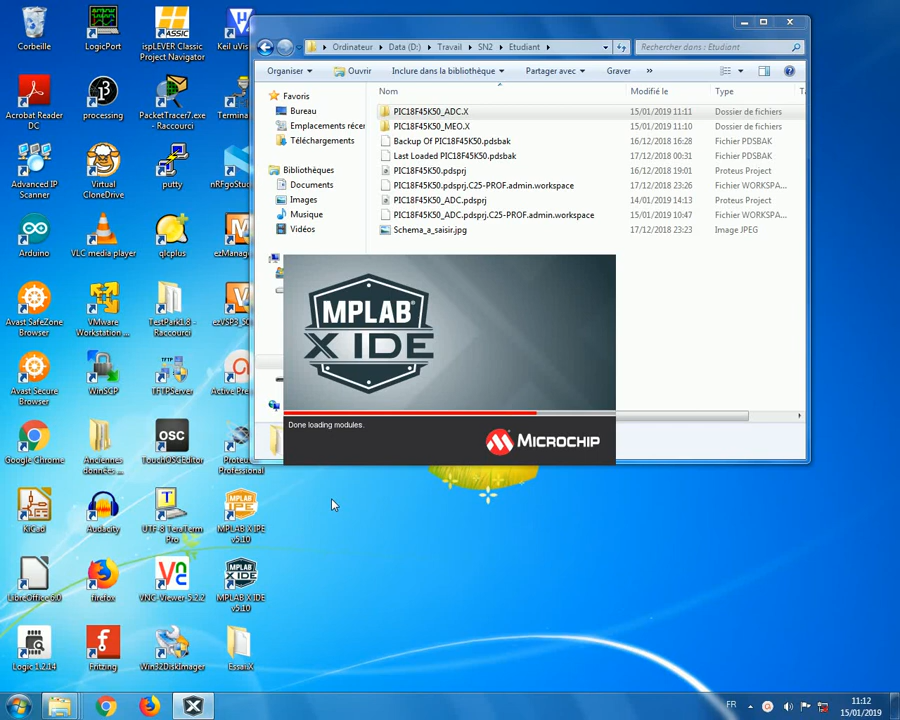 Corbeille
LogicPort
ispLEVER Classic
Project Navigator
Keil uVi
Acrobat Reader
DC
processing
PacketTracer7.exe
- Raccourci
Termina
Advanced IP
Scanner
Virtual
CloneDrive
putty
nRFgoStu
Arduino
VLC media player
qlcplus
ezManag
Avast SafeZone
Browser
VMware
Workstation ...
TestPark1.8 -
Raccourci
ezVSP3_50
Avast Secure
Browser
WinSCP
TFTPServer
Active Pre
Google Chrome
Anciennes
données ...
OSC
TouchOSCEditor
Proteus
Professional
KiCad
Audacity
UTF-8 TeraTerm
Pro
MPLAB X IPE
v5.10
LibreOffice 6.0
firefox
VNC-Viewer-5.2.2
MPLAB X IDE
v5.10
Logic 1.2.14
Fritzing
Win32DiskImager
EssaiX
Ordinateur
Data (D:)
Travail
SN2
Etudiant
Rechercher dans : Etudiant
Organiser
Ouvrir
Inclure dans la bibliothèque
Partager avec
Graver
»
Favoris
Bureau
Emplacements récen
Téléchargements
Bibliothèques
Documents
Images
Musique
Vidéos
Nom
Modifié le
Type
Ta
PIC18F45K50_ADC.X 15/01/2019 11:11 Dossier de fichiers
PIC18F45K50_MEO.X 15/01/2019 11:10 Dossier de fichiers
Backup Of PIC18F45K50.pdsbak 16/12/2018 16:28 Fichier PDSBAK
Last Loaded PIC18F45K50.pdsbak 17/12/2018 00:31 Fichier PDSBAK
PIC18F45K50.pdsprj 16/12/2018 19:01 Proteus Project
PIC18F45K50.pdsprj.C25-PROF.admin.workspace 17/12/2018 23:26 Fichier WORKSPA...
PIC18F45K50_ADC.pdsprj 14/01/2019 14:13 Proteus Project
PIC18F45K50_ADC.pdsprj.C25-PROF.admin.workspace 15/01/2019 10:47 Fichier WORKSPA...
Schema_a_saisir.jpg 17/12/2018 23:23 Image JPEG
MPLAB®
X IDE
Done loading modules.
MICROCHIP
FR
11:12
15/01/2019